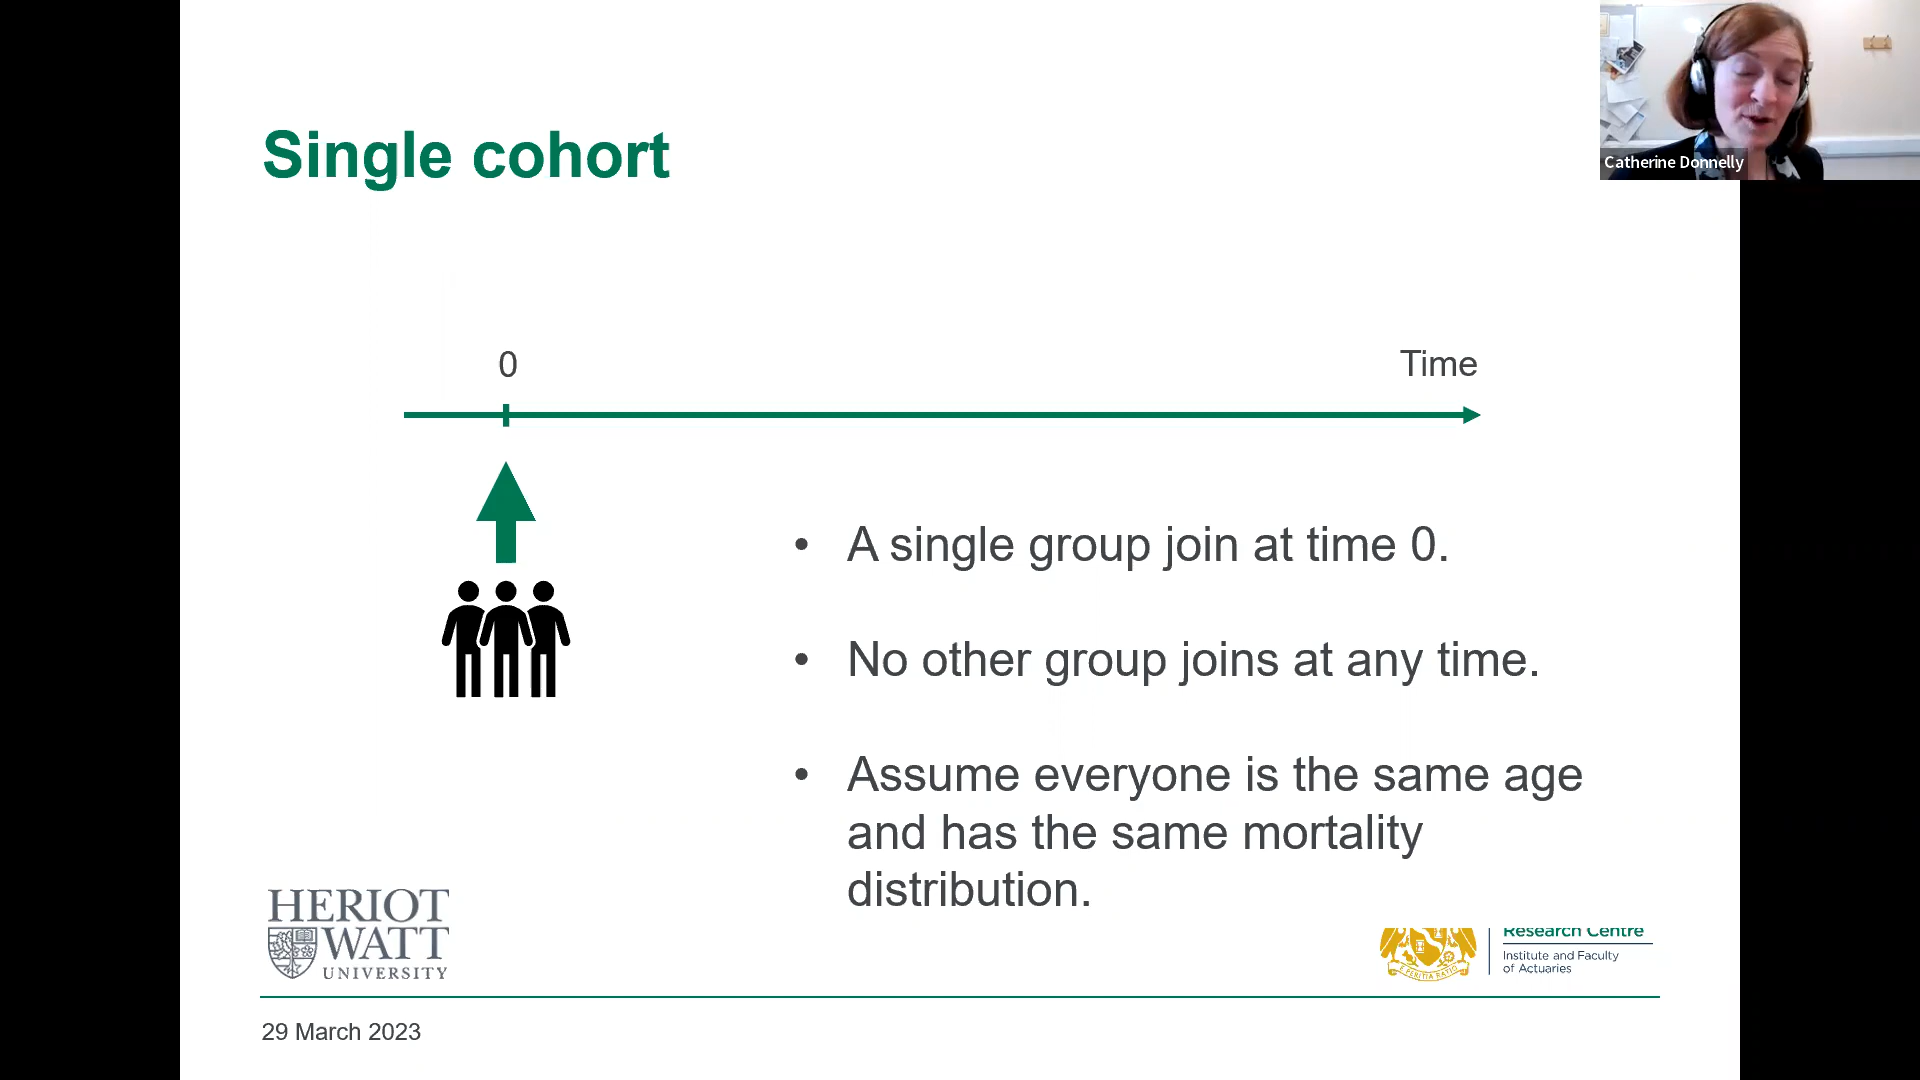 Single cohort
Catherine Donnelly
0
Time
• A single group join at time 0.
• No other group joins at any time.
• Assume everyone is the same age
and has the same mortality
distribution.
HERIOT
WATT
UNIVERSITY
Research Centre
Institute and Faculty
of Actuaries
29 March 2023